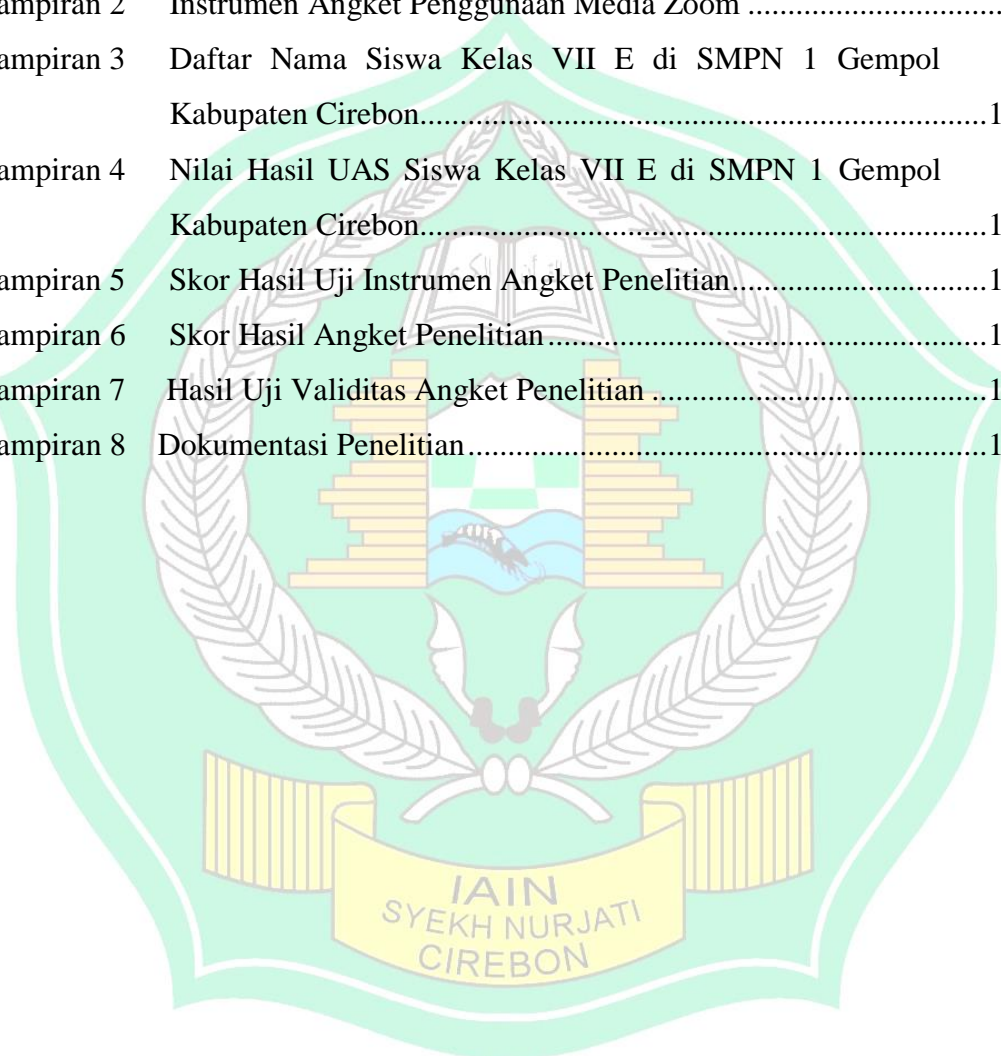 ampiran 2 Instrumen Angket Penggunaan Media Zoom ................................
ampiran 3 Daftar Nama Siswa Kelas VII E di SMPN 1 Gempol
Kabupaten Cirebon........................................................................1
ampiran 4 Nilai Hasil UAS Siswa Kelas VII E di SMPN 1 Gempol
Kabupaten Cirebon........................................................................1
ampiran 5 Skor Hasil Uji Instrumen Angket Penelitian................................1
ampiran 6 Skor Hasil Angket Penelitian........................................................1
ampiran 7 Hasil Uji Validitas Angket Penelitian ..........................................1
ampiran 8 Dokumentasi Penelitian.................................................................1
IAIN
SYEKH NURJATI
CIREBON